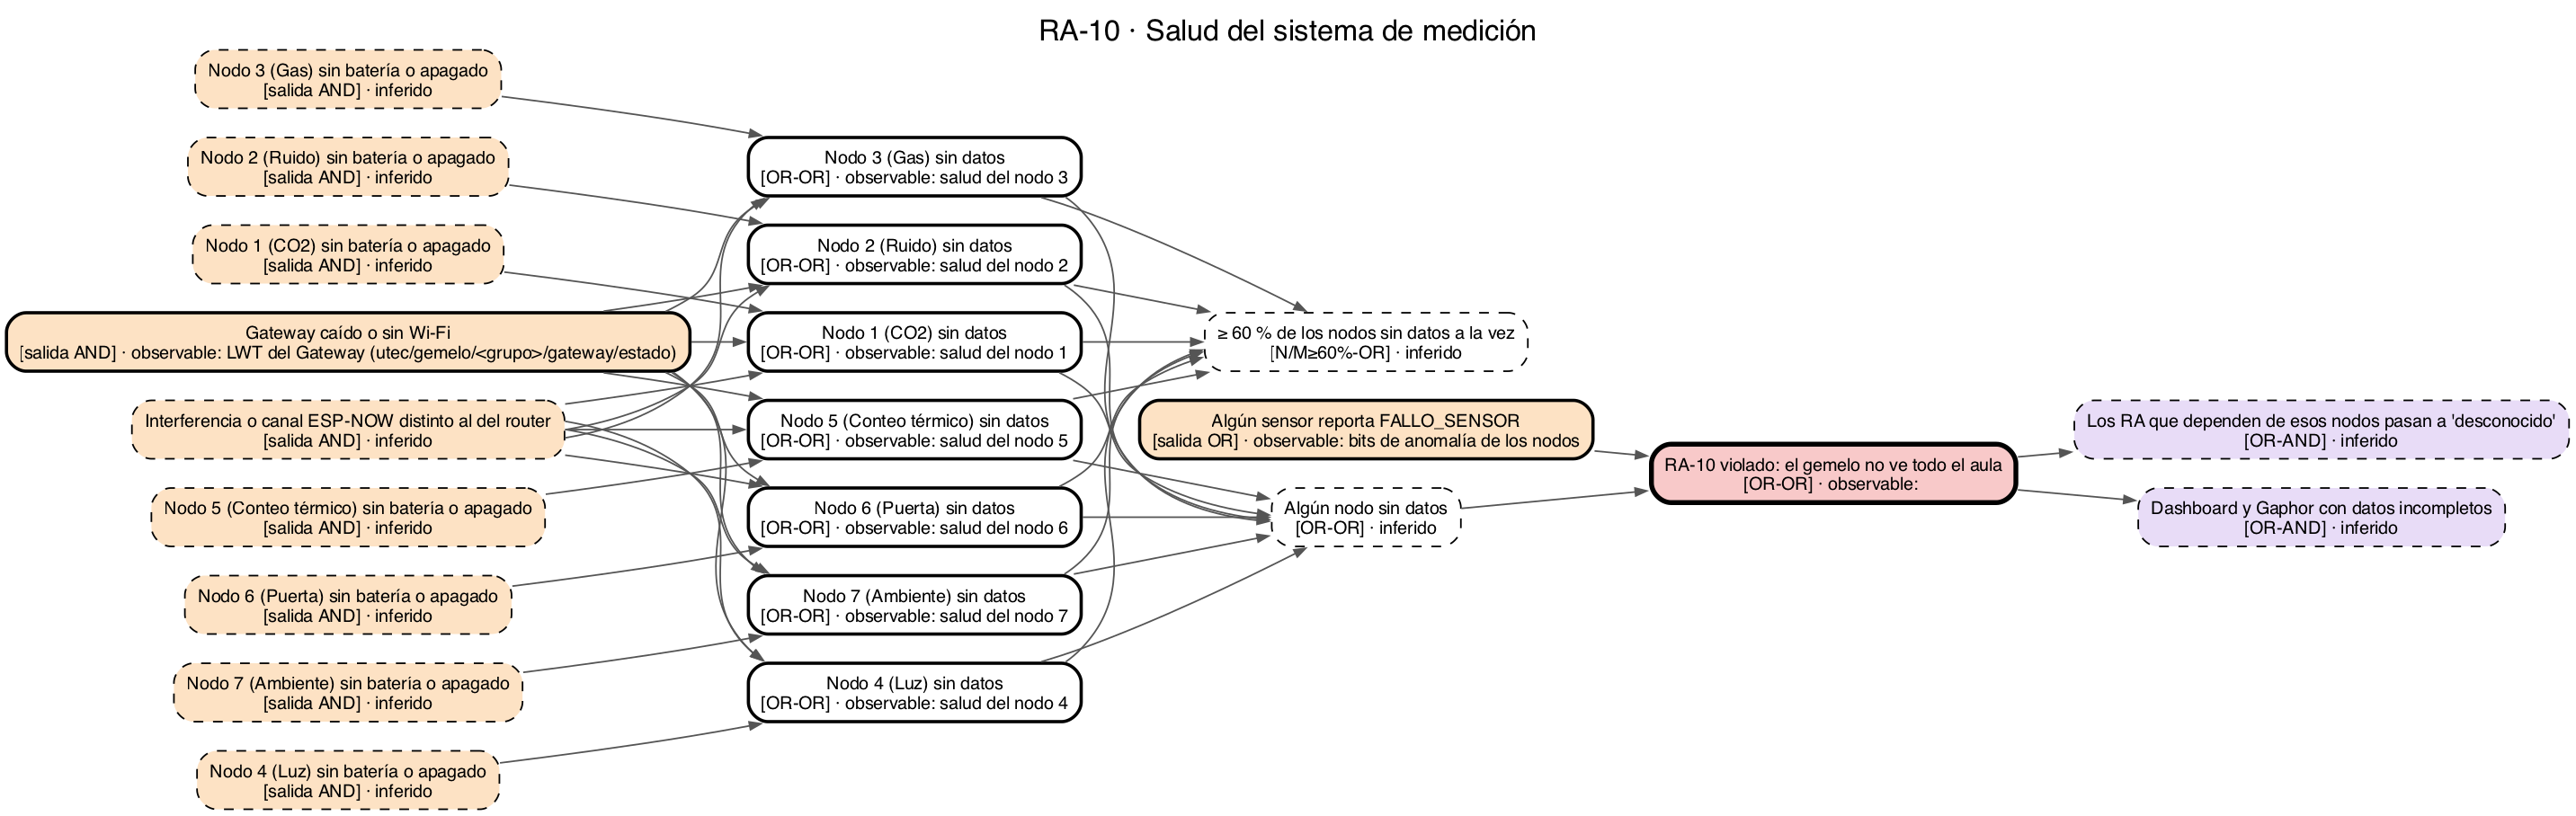 RA-10 · Salud del sistema de medición
Nodo 3 (Gas) sin batería o apagado
[salida AND] · inferido
Nodo 2 (Ruido) sin batería o apagado
[salida AND] · inferido
Nodo 1 (CO2) sin batería o apagado
[salida AND] · inferido
Gateway caído o sin Wi-Fi
[salida AND] · observable: LWT del Gateway (utec/gemelo/<grupo>/gateway/estado)
Interferencia o canal ESP-NOW distinto al del router
[salida AND] · inferido
Nodo 5 (Conteo térmico) sin batería o apagado
[salida AND] · inferido
Nodo 6 (Puerta) sin batería o apagado
[salida AND] · inferido
Nodo 7 (Ambiente) sin batería o apagado
[salida AND] · inferido
Nodo 4 (Luz) sin batería o apagado
[salida AND] · inferido
Nodo 3 (Gas) sin datos
[OR-OR] · observable: salud del nodo 3
Nodo 2 (Ruido) sin datos
[OR-OR] · observable: salud del nodo 2
Nodo 1 (CO2) sin datos
[OR-OR] · observable: salud del nodo 1
Nodo 5 (Conteo térmico) sin datos
[OR-OR] · observable: salud del nodo 5
Nodo 6 (Puerta) sin datos
[OR-OR] · observable: salud del nodo 6
Nodo 7 (Ambiente) sin datos
[OR-OR] · observable: salud del nodo 7
Nodo 4 (Luz) sin datos
[OR-OR] · observable: salud del nodo 4
≥ 60 % de los nodos sin datos a la vez
[N/M≥60%-OR] · inferido
Algún sensor reporta FALLO_SENSOR
[salida OR] · observable: bits de anomalía de los nodos
Algún nodo sin datos
[OR-OR] · inferido
RA-10 violado: el gemelo no ve todo el aula
[OR-OR] · observable:
Los RA que dependen de esos nodos pasan a 'desconocido'
[OR-AND] · inferido
Dashboard y Gaphor con datos incompletos
[OR-AND] · inferido